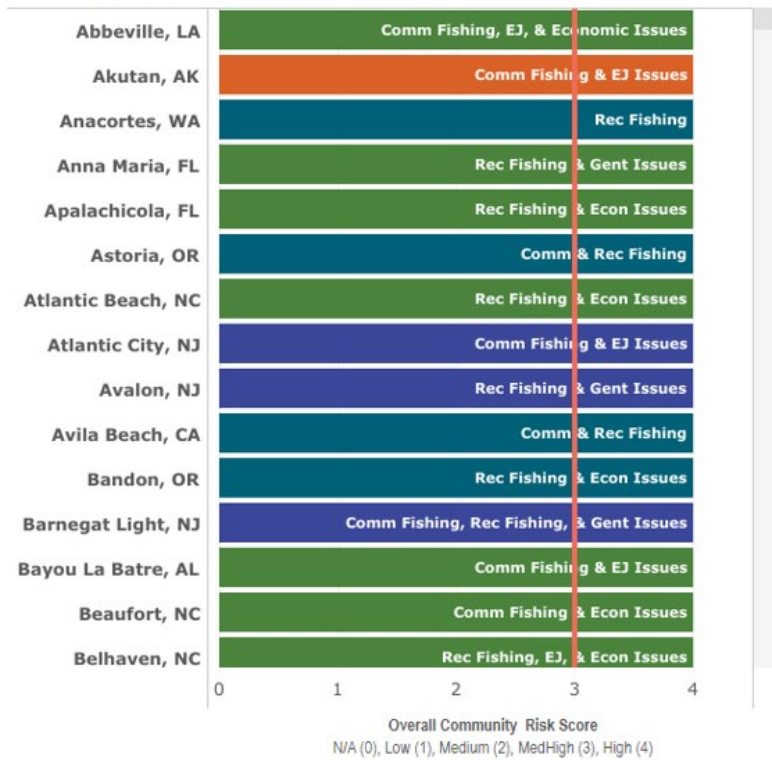 Abbeville, LA Comm Fishing, EJ, & Economic Issues
Akutan, AK Comm Fishing & EJ Issues
Anacortes, WA Rec Fishing
Anna Maria, FL Rec Fishing & Gent Issues
Apalachicola, FL Rec Fishing & Econ Issues
Astoria, OR Comm & Rec Fishing
Atlantic Beach, NC Rec Fishing & Econ Issues
Atlantic City, NJ Comm Fishing & EJ Issues
Avalon, NJ Rec Fishing & Gent Issues
Avila Beach, CA Comm & Rec Fishing
Bandon, OR Rec Fishing & Econ Issues
Barnegat Light, NJ Comm Fishing, Rec Fishing, & Gent Issues
Bayou La Batre, AL Comm Fishing & EJ Issues
Beaufort, NC Comm Fishing & Econ Issues
Belhaven, NC Rec Fishing, EJ, & Econ Issues
0 1 2 3 4
Overall Community Risk Score
N/A (0), Low (1), Medium (2), MedHigh (3), High (4)